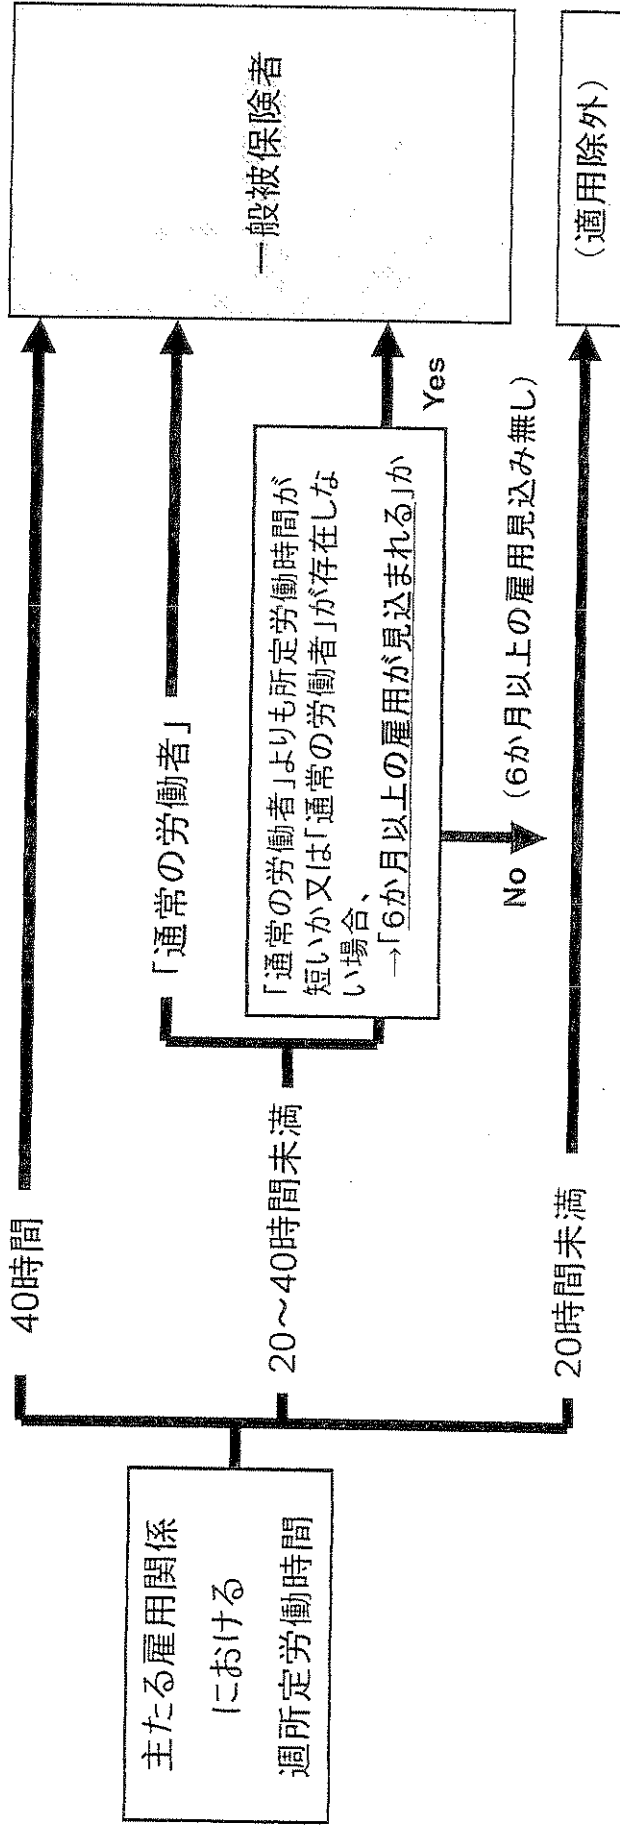 主たる雇用関係
における
週所定労働時間
40時間
20～40時間未満
20時間未満
「通常の労働者」
「通常の労働者」よりも所定労働時間が
短いか又は「通常の労働者」が存在しな
い場合、
→「6か月以上の雇用が見込まれる」か
Yes
No （6か月以上の雇用見込み無し）
一般被保険者
（適用除外）